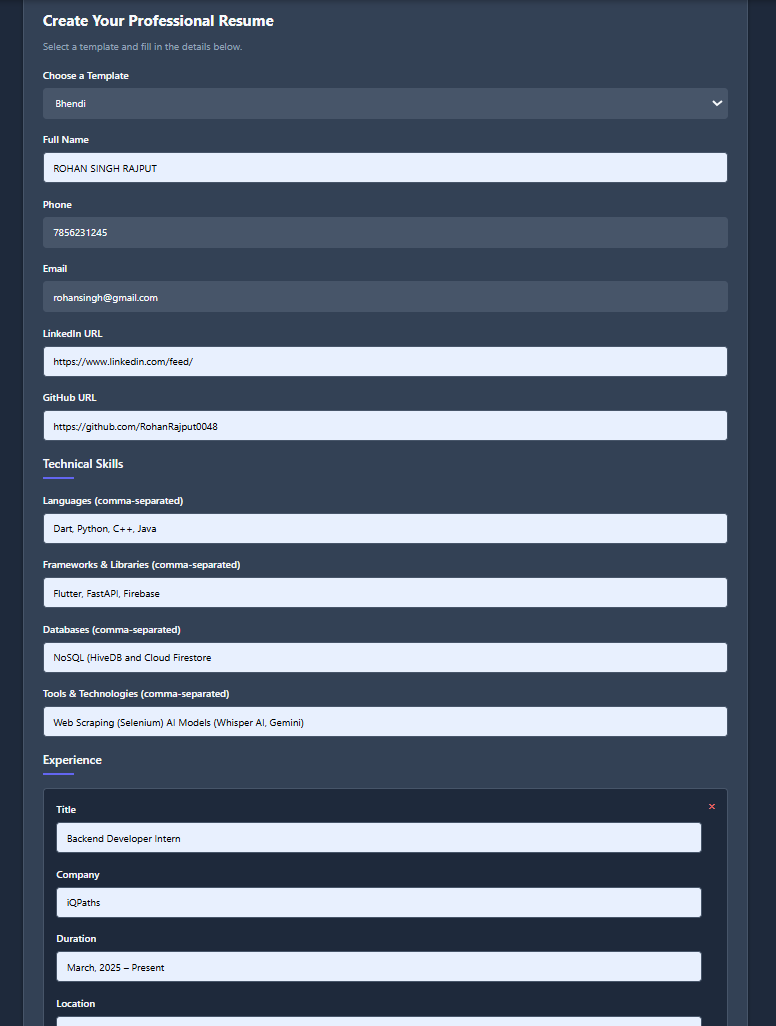 Create Your Professional Resume
Select a template and fill in the details below.
Choose a Template
Bhendi
Full Name
ROHAN SINGH RAJPUT
Phone
7856231245
Email
rohansingh@gmail.com
LinkedIn URL
https://www.linkedin.com/feed/
GitHub URL
https://github.com/RohanRajput0048
Technical Skills
Languages (comma-separated)
Dart, Python, C++, Java
Frameworks & Libraries (comma-separated)
Flutter, FastAPI, Firebase
Databases (comma-separated)
NoSQL (HiveDB and Cloud Firestore
Tools & Technologies (comma-separated)
Web Scraping (Selenium) AI Models (Whisper AI, Gemini)
Experience
Title
Backend Developer Intern
Company
iQPaths
Duration
March, 2025 – Present
Location